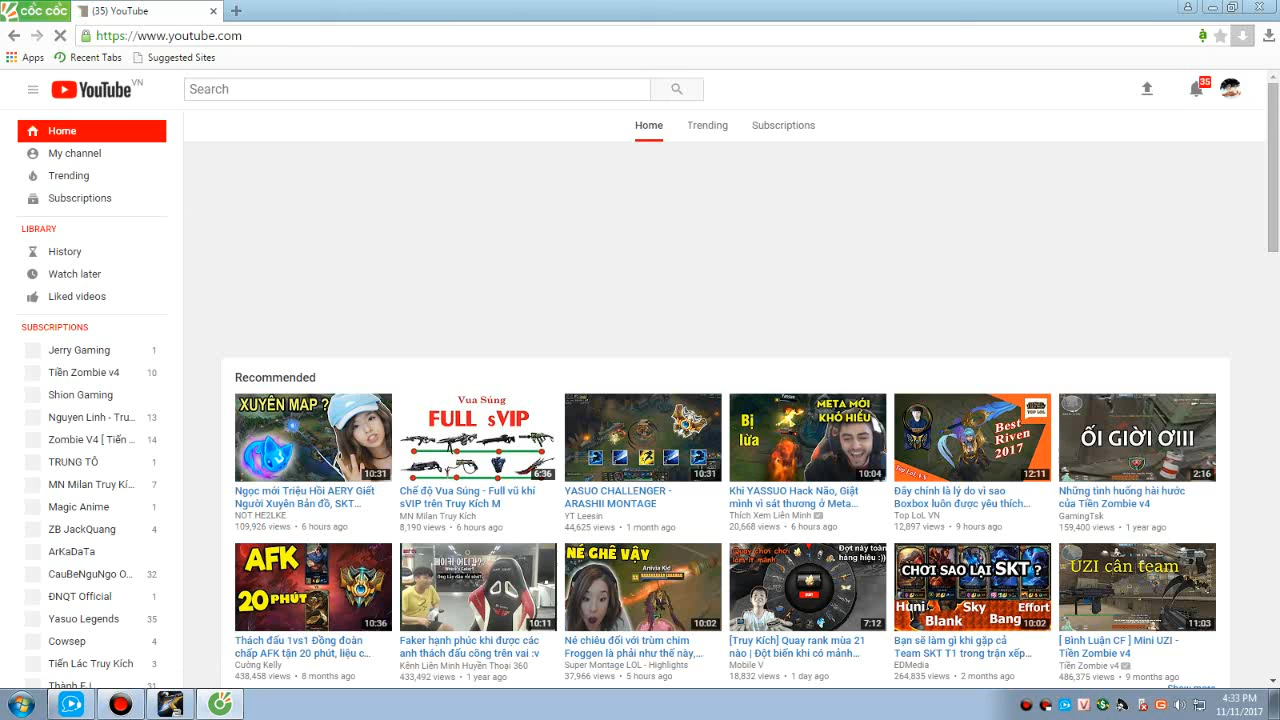 CỐC CỐC
(35) YouTube
https://www.youtube.com
Apps
Recent Tabs
Suggested Sites
YouTube VN
Search
35
Home
Trending
Subscriptions
Home
My channel
Trending
Subscriptions
LIBRARY
History
Watch later
Liked videos
SUBSCRIPTIONS
Jerry Gaming 1
Tiền Zombie v4 10
Shion Gaming
Nguyen Linh - Tru... 13
Zombie V4 [ Tiền ... 14
TRUNG TÔ 1
MN Milan Truy Kí... 7
Magic Anime 1
ZB JackQuang 4
ArKaDaTa
CauBeNguNgo O... 32
ĐNQT Official 1
Yasuo Legends 35
Cowsep 1
Tiến Lác Truy Kích 3
Recommended
XUYÊN MAP ?
10:31
Ngọc mới Triệu Hồi AERY Giết
Người Xuyên Bản đồ, SKT...
NOT HE2LKE
109,926 views • 6 hours ago
Vua Súng
FULL sVIP
6:36
Chế độ Vua Súng - Full vũ khí
sVIP trên Truy Kích M
MN Milan Truy Kích
8,190 views • 6 hours ago
10:31
YASUO CHALLENGER -
ARASHII MONTAGE
YT Leesin
44,625 views • 1 month ago
META MỚI
KHÓ HIỂU
Bị
lừa
10:04
Khi YASSUO Hack Não, Giật
mình vì sát thương ở Meta...
Thích Xem Liên Minh
20,668 views • 6 hours ago
TOP LOL
Best
Riven
2017
Top LoL VN
12:11
Đây chính là lý do vì sao
Boxbox luôn được yêu thích...
Top LoL VN
12,897 views • 9 hours ago
ỐI GIỜI ƠI!!
2:16
Những tình huống hài hước
của Tiền Zombie v4
GamingTsk
159,400 views • 1 year ago
AFK
20 PHÚT
10:36
Thách đấu 1vs1 Đồng đoàn
chấp AFK tận 20 phút, liệu c...
Cường Kelly
438,458 views • 8 months ago
10:11
Faker hạnh phúc khi được các
anh thách đấu công trên vai :v
Kênh Liên Minh Huyền Thoại 360
433,492 views • 1 year ago
NÉ GHÊ VẬY
Anivia Kid
10:02
Né chiêu đối với trùm chim
Froggen là phải như thế này,...
Super Montage LOL - Highlights
37,966 views • 5 hours ago
7:12
[Truy Kích] Quay rank mùa 21
nào | Đột biến khi có mảnh...
Mobile V
18,832 views • 1 day ago
CHƠI SAO LẠI SKT ?
Huni
Blank
Sky
Bang
Effort
10:02
Bạn sẽ làm gì khi gặp cả
Team SKT T1 trong trận xếp...
EDMedia
264,835 views • 2 months ago
UZI cân team
11:03
[ Bình Luận CF ] Mini UZI -
Tiền Zombie v4
Tiền Zombie v4
486,375 views • 9 months ago
4:33 PM
11/11/2017